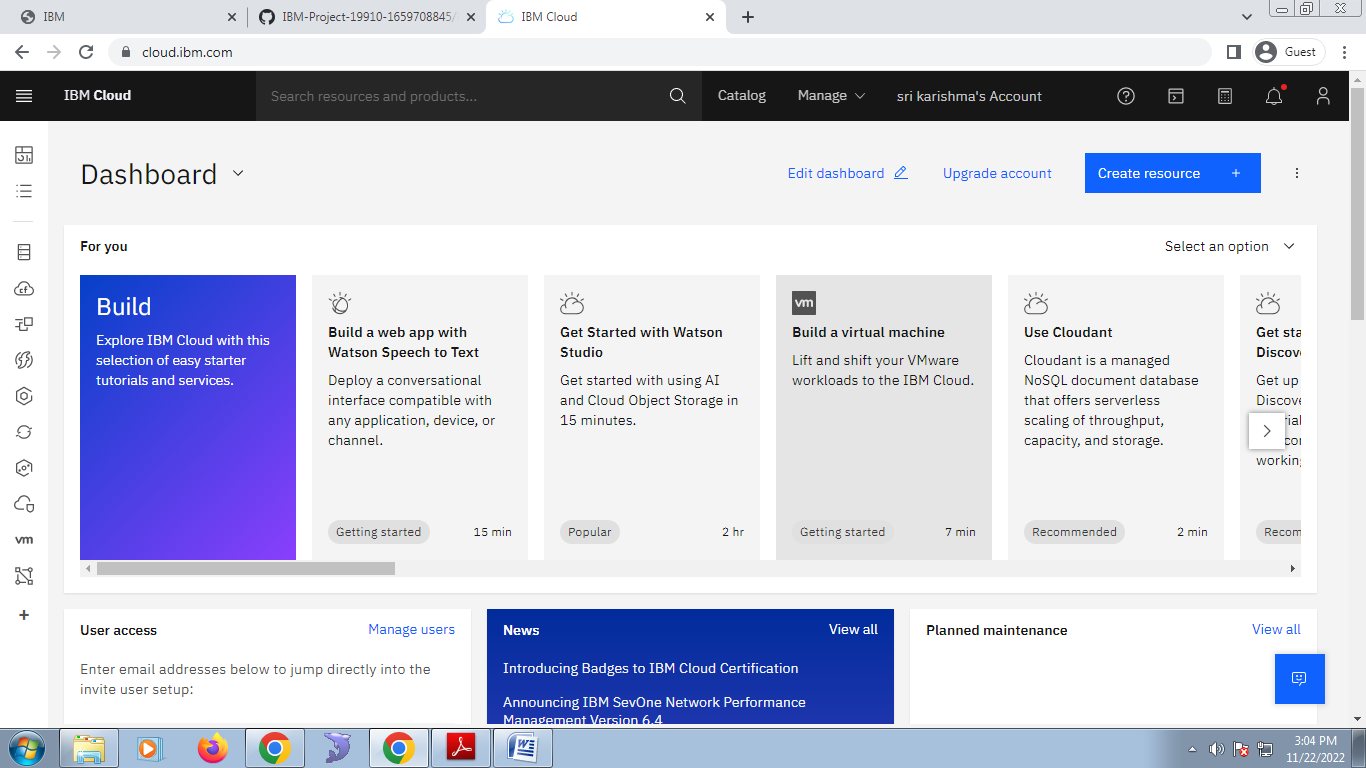 IBM
IBM-Project-19910-1659708845/
IBM Cloud
cloud.ibm.com
Guest
IBM Cloud
Search resources and products...
Catalog
Manage
sri karishma's Account
Dashboard
Edit dashboard
Upgrade account
Create resource +
For you
Select an option
Build
Explore IBM Cloud with this
selection of easy starter
tutorials and services.
Build a web app with
Watson Speech to Text
Deploy a conversational
interface compatible with
any application, device, or
channel.
Getting started
15 min
Get Started with Watson
Studio
Get started with using AI
and Cloud Object Storage in
15 minutes.
Popular
2 hr
vm
Build a virtual machine
Lift and shift your VMware
workloads to the IBM Cloud.
Getting started
7 min
Use Cloudant
Cloudant is a managed
NoSQL document database
that offers serverless
scaling of throughput,
capacity, and storage.
Recommended
2 min
Get sta
Discov
Get up
Discove
working
Recom
cf
vm
User access
Manage users
Enter email addresses below to jump directly into the
invite user setup:
News
View all
Introducing Badges to IBM Cloud Certification
Announcing IBM SevOne Network Performance
Management Version 6.4
Planned maintenance
View all
3:04 PM
11/22/2022